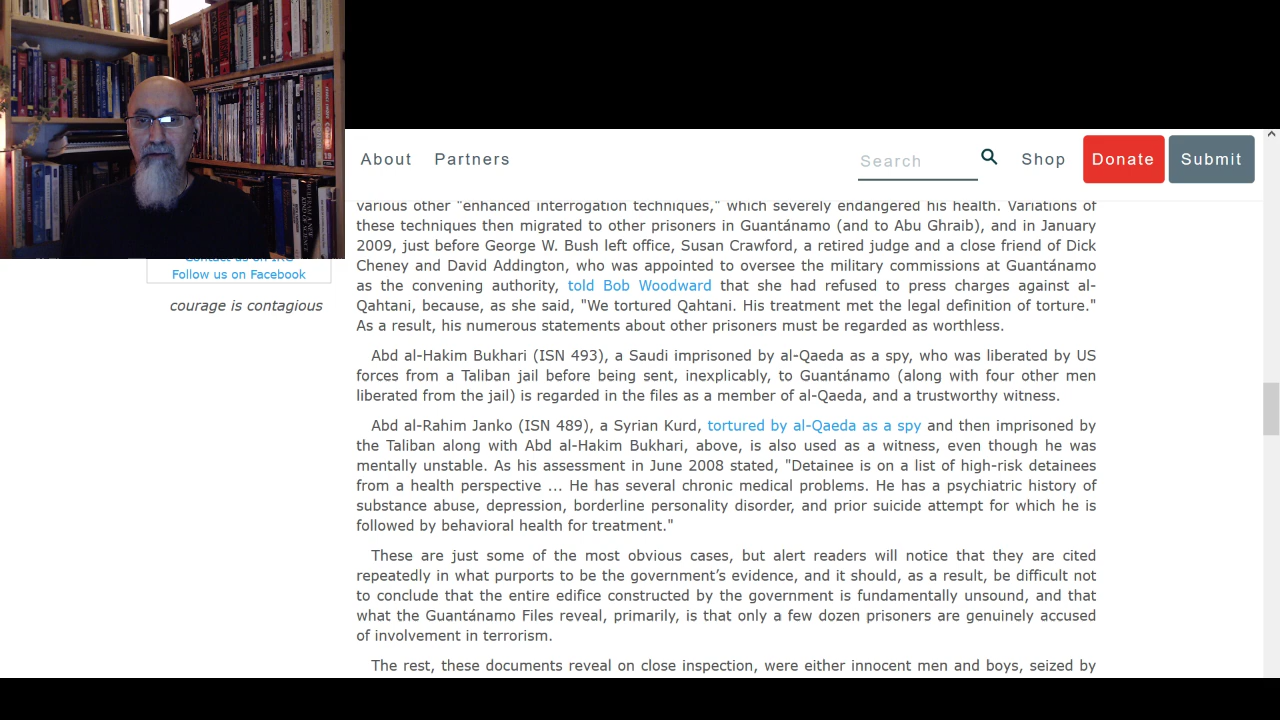 About Partners Search Shop Donate Submit
Follow us on Facebook
courage is contagious
various other "enhanced interrogation techniques," which severely endangered his health. Variations of
these techniques then migrated to other prisoners in Guantánamo (and to Abu Ghraib), and in January
2009, just before George W. Bush left office, Susan Crawford, a retired judge and a close friend of Dick
Cheney and David Addington, who was appointed to oversee the military commissions at Guantánamo
as the convening authority, told Bob Woodward that she had refused to press charges against al-
Qahtani, because, as she said, "We tortured Qahtani. His treatment met the legal definition of torture."
As a result, his numerous statements about other prisoners must be regarded as worthless.
Abd al-Hakim Bukhari (ISN 493), a Saudi imprisoned by al-Qaeda as a spy, who was liberated by US
forces from a Taliban jail before being sent, inexplicably, to Guantánamo (along with four other men
liberated from the jail) is regarded in the files as a member of al-Qaeda, and a trustworthy witness.
Abd al-Rahim Janko (ISN 489), a Syrian Kurd, tortured by al-Qaeda as a spy and then imprisoned by
the Taliban along with Abd al-Hakim Bukhari, above, is also used as a witness, even though he was
mentally unstable. As his assessment in June 2008 stated, "Detainee is on a list of high-risk detainees
from a health perspective ... He has several chronic medical problems. He has a psychiatric history of
substance abuse, depression, borderline personality disorder, and prior suicide attempt for which he is
followed by behavioral health for treatment."
These are just some of the most obvious cases, but alert readers will notice that they are cited
repeatedly in what purports to be the government’s evidence, and it should, as a result, be difficult not
to conclude that the entire edifice constructed by the government is fundamentally unsound, and that
what the Guantánamo Files reveal, primarily, is that only a few dozen prisoners are genuinely accused
of involvement in terrorism.
The rest, these documents reveal on close inspection, were either innocent men and boys, seized by